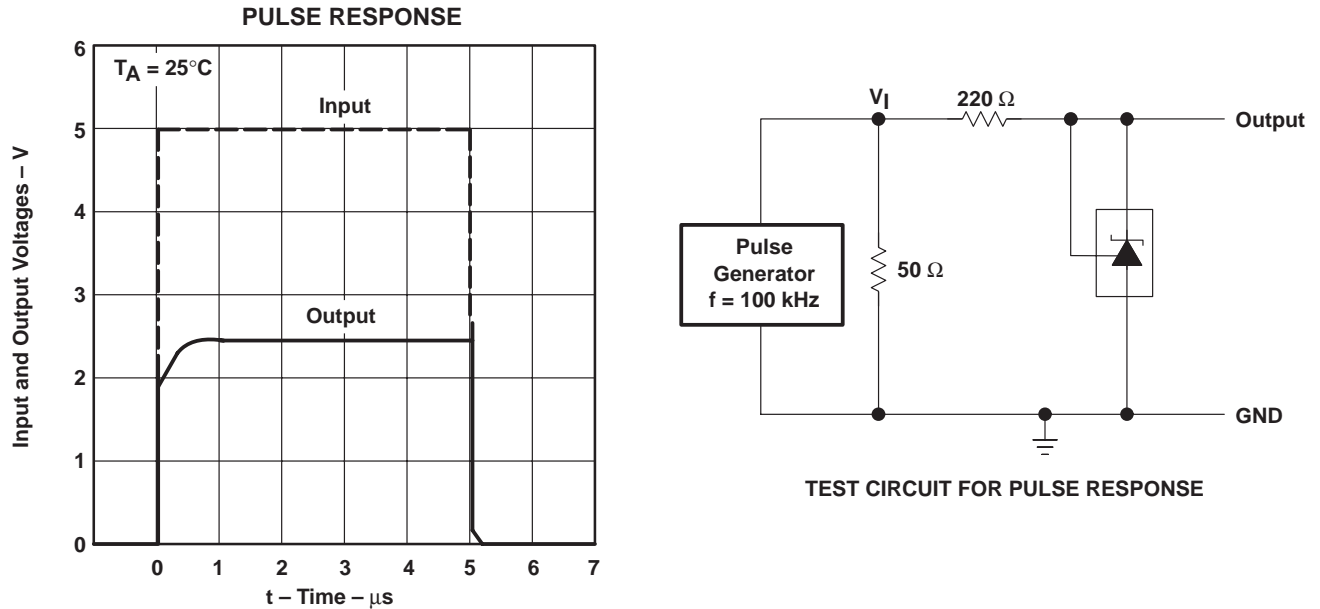 PULSE RESPONSE
TA = 25°C
Input
Output
6
5
4
3
2
1
0
Input and Output Voltages – V
0 1 2 3 4 5 6 7
t – Time – μs
VI
220 Ω
Output
Pulse
Generator
f = 100 kHz
50 Ω
GND
TEST CIRCUIT FOR PULSE RESPONSE